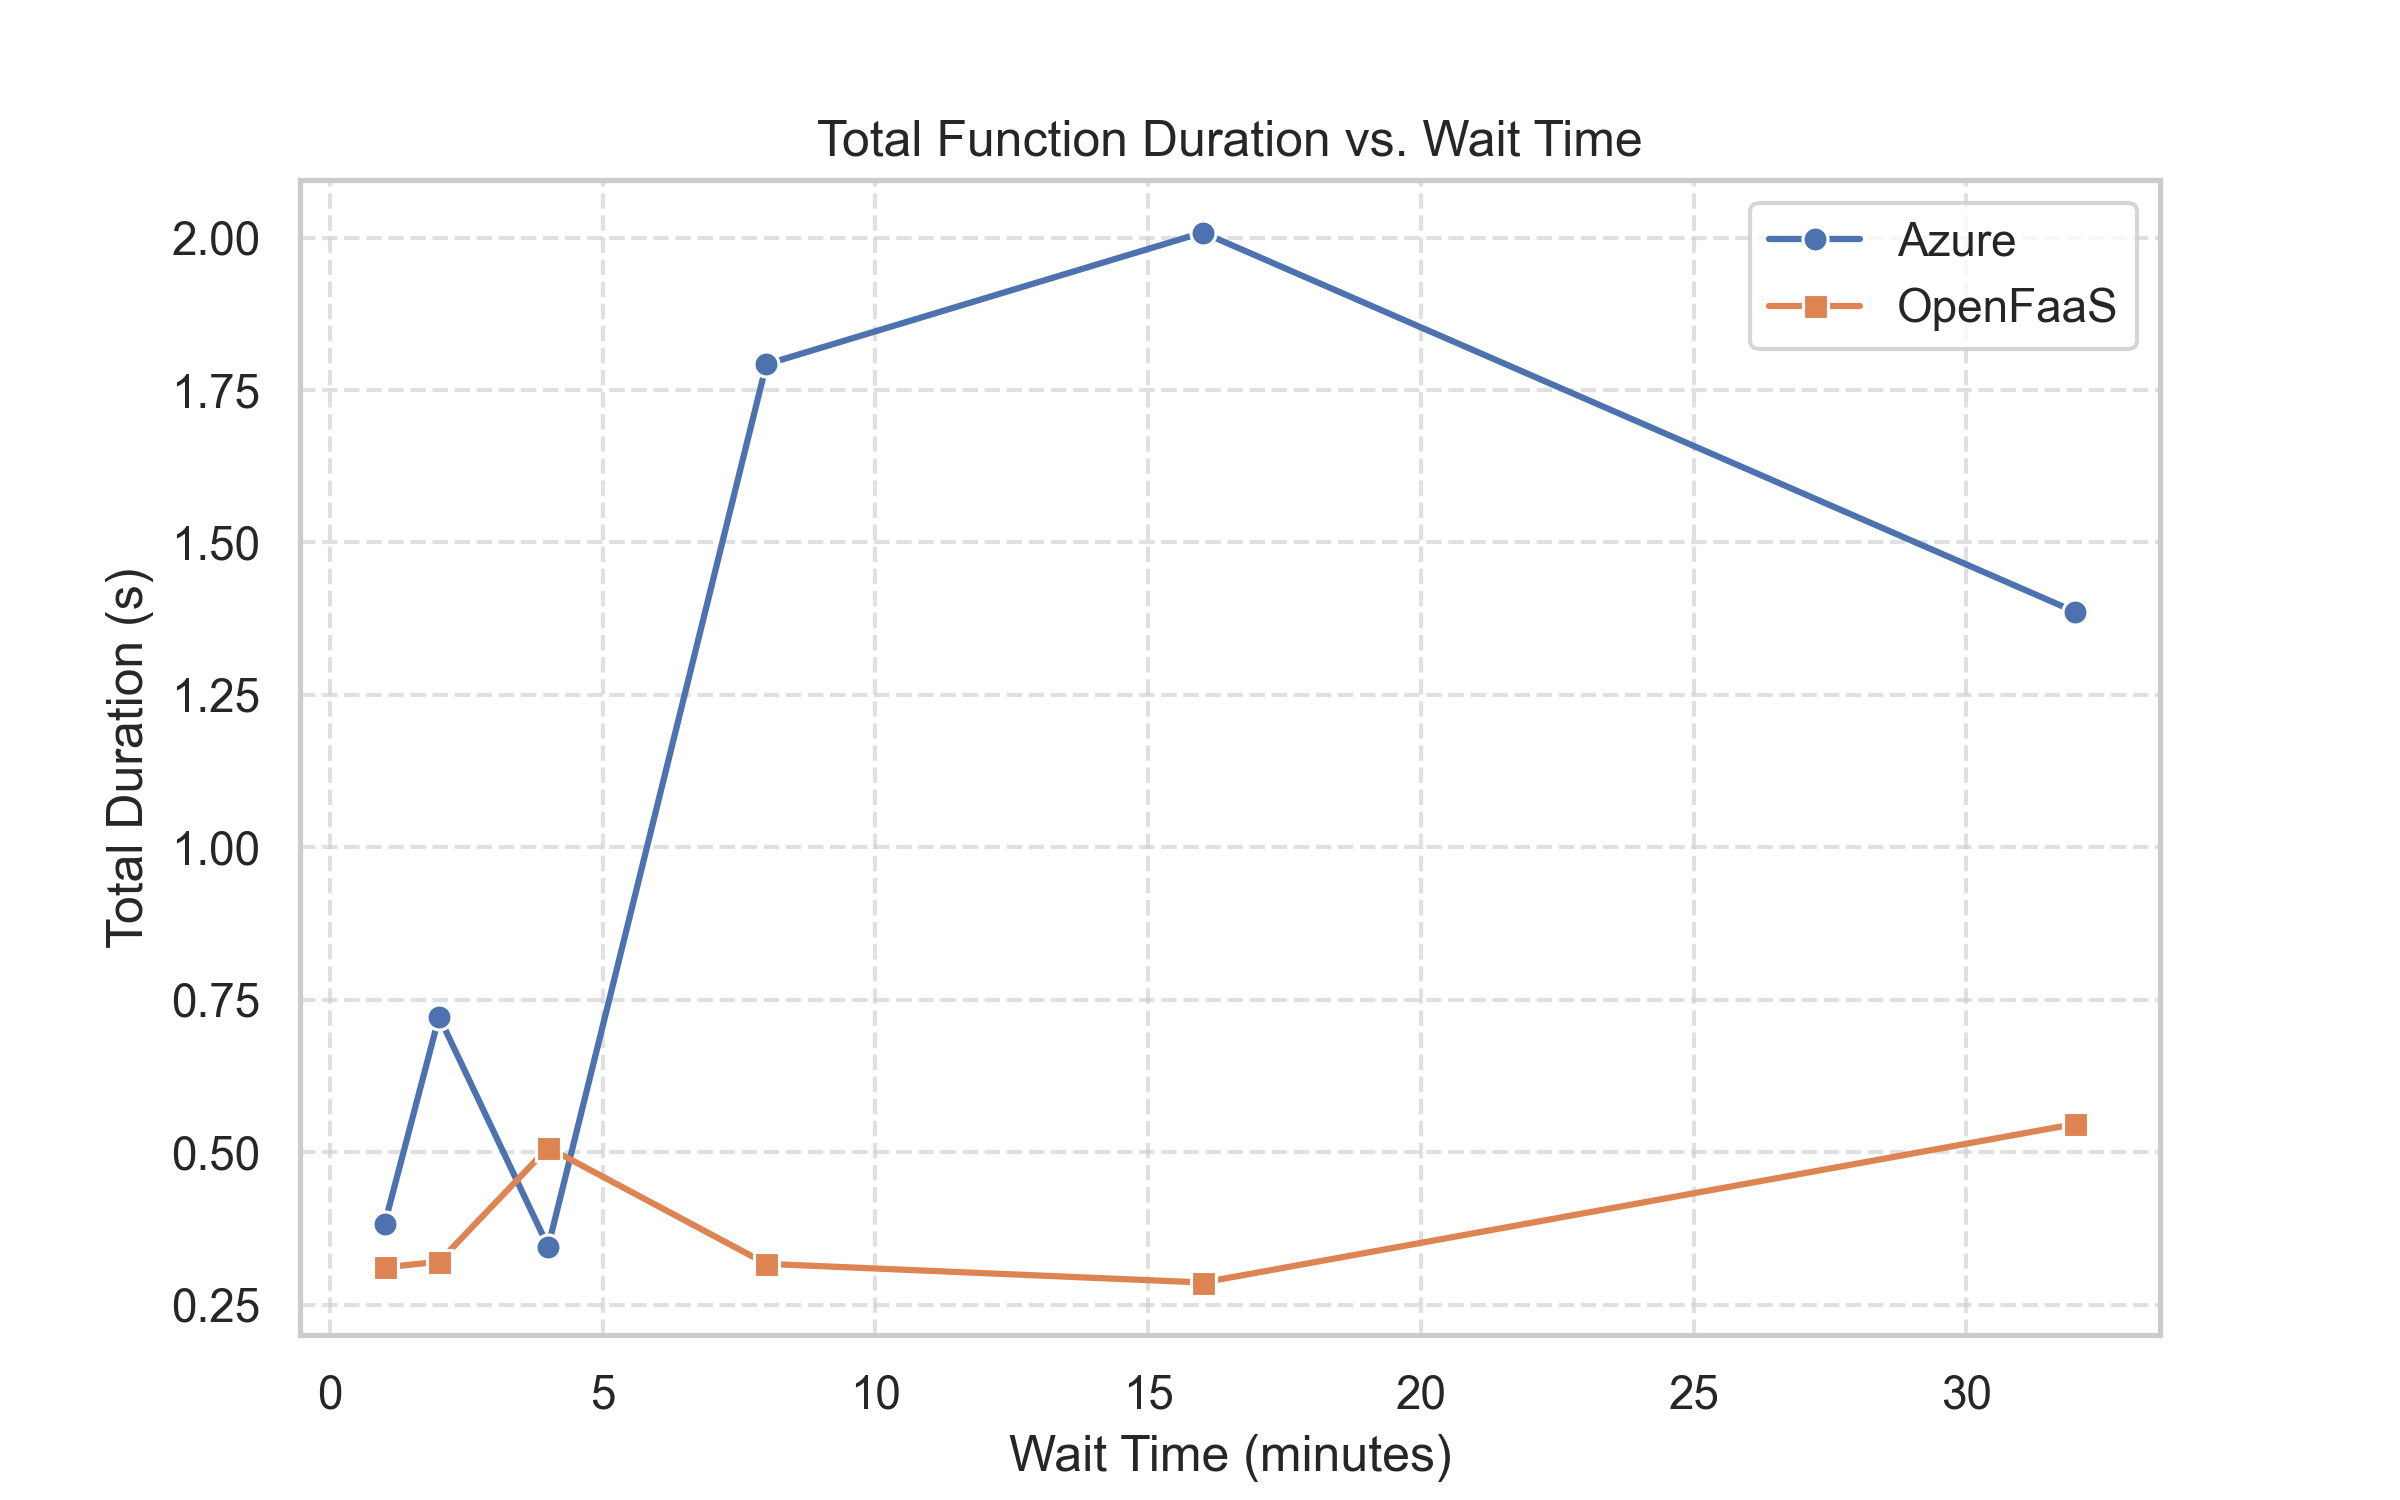 Total Function Duration vs. Wait Time
Azure
OpenFaaS
Total Duration (s)
2.00
1.75
1.50
1.25
1.00
0.75
0.50
0.25
0 5 10 15 20 25 30
Wait Time (minutes)